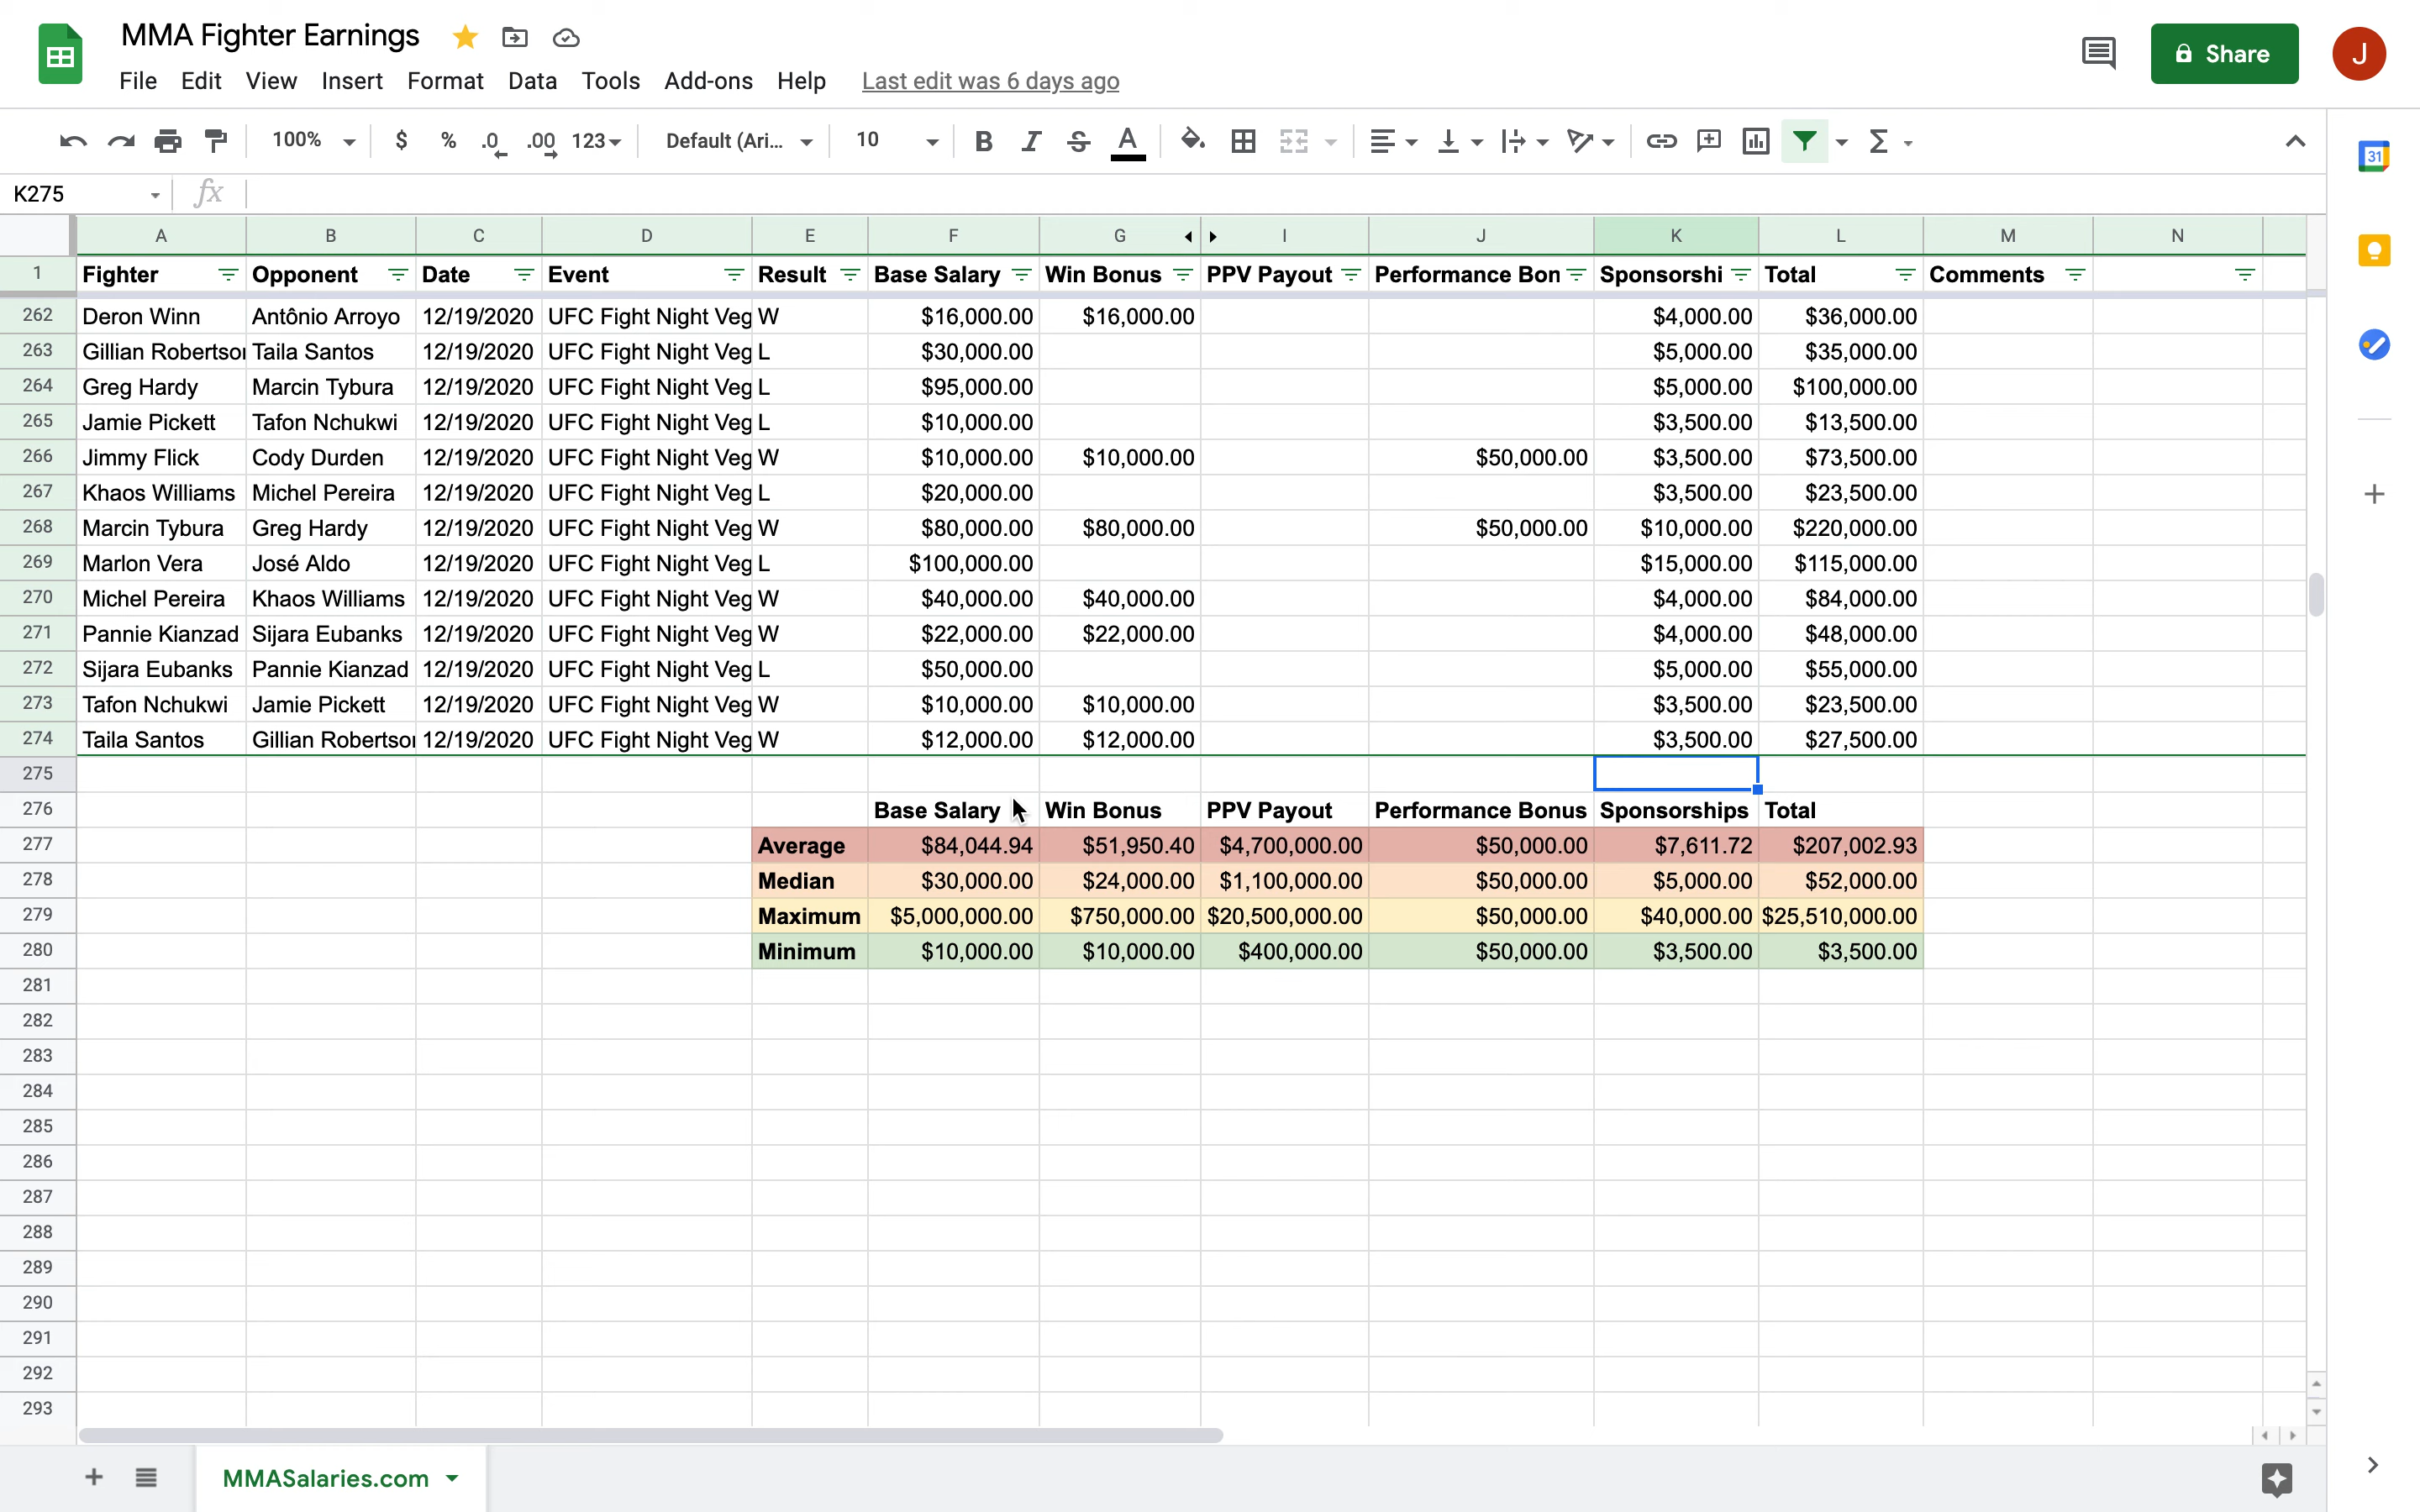 MMA Fighter Earnings
File Edit View Insert Format Data Tools Add-ons Help Last edit was 6 days ago
Share J
100% $ % .0 .00 123 Default (Ari... 10 B I S A
31
K275 fx
A B C D E F G I J K L M N
1 Fighter Opponent Date Event Result Base Salary Win Bonus PPV Payout Performance Bon Sponsorshi Total Comments
262 Deron Winn Antônio Arroyo 12/19/2020 UFC Fight Night Veg W $16,000.00 $16,000.00 $4,000.00 $36,000.00
263 Gillian Robertson Taila Santos 12/19/2020 UFC Fight Night Veg L $30,000.00 $5,000.00 $35,000.00
264 Greg Hardy Marcin Tybura 12/19/2020 UFC Fight Night Veg L $95,000.00 $5,000.00 $100,000.00
265 Jamie Pickett Tafon Nchukwi 12/19/2020 UFC Fight Night Veg L $10,000.00 $3,500.00 $13,500.00
266 Jimmy Flick Cody Durden 12/19/2020 UFC Fight Night Veg W $10,000.00 $10,000.00 $50,000.00 $3,500.00 $73,500.00
267 Khaos Williams Michel Pereira 12/19/2020 UFC Fight Night Veg L $20,000.00 $3,500.00 $23,500.00
268 Marcin Tybura Greg Hardy 12/19/2020 UFC Fight Night Veg W $80,000.00 $80,000.00 $50,000.00 $10,000.00 $220,000.00
269 Marlon Vera José Aldo 12/19/2020 UFC Fight Night Veg L $100,000.00 $15,000.00 $115,000.00
270 Michel Pereira Khaos Williams 12/19/2020 UFC Fight Night Veg W $40,000.00 $40,000.00 $4,000.00 $84,000.00
271 Pannie Kianzad Sijara Eubanks 12/19/2020 UFC Fight Night Veg W $22,000.00 $22,000.00 $4,000.00 $48,000.00
272 Sijara Eubanks Pannie Kianzad 12/19/2020 UFC Fight Night Veg L $50,000.00 $5,000.00 $55,000.00
273 Tafon Nchukwi Jamie Pickett 12/19/2020 UFC Fight Night Veg W $10,000.00 $10,000.00 $3,500.00 $23,500.00
274 Taila Santos Gillian Robertson 12/19/2020 UFC Fight Night Veg W $12,000.00 $12,000.00 $3,500.00 $27,500.00
275
276 Base Salary Win Bonus PPV Payout Performance Bonus Sponsorships Total
277 Average $84,044.94 $51,950.40 $4,700,000.00 $50,000.00 $7,611.72 $207,002.93
278 Median $30,000.00 $24,000.00 $1,100,000.00 $50,000.00 $5,000.00 $52,000.00
279 Maximum $5,000,000.00 $750,000.00 $20,500,000.00 $50,000.00 $40,000.00 $25,510,000.00
280 Minimum $10,000.00 $10,000.00 $400,000.00 $50,000.00 $3,500.00 $3,500.00
281
282
283
284
285
286
287
288
289
290
291
292
293
MMASalaries.com